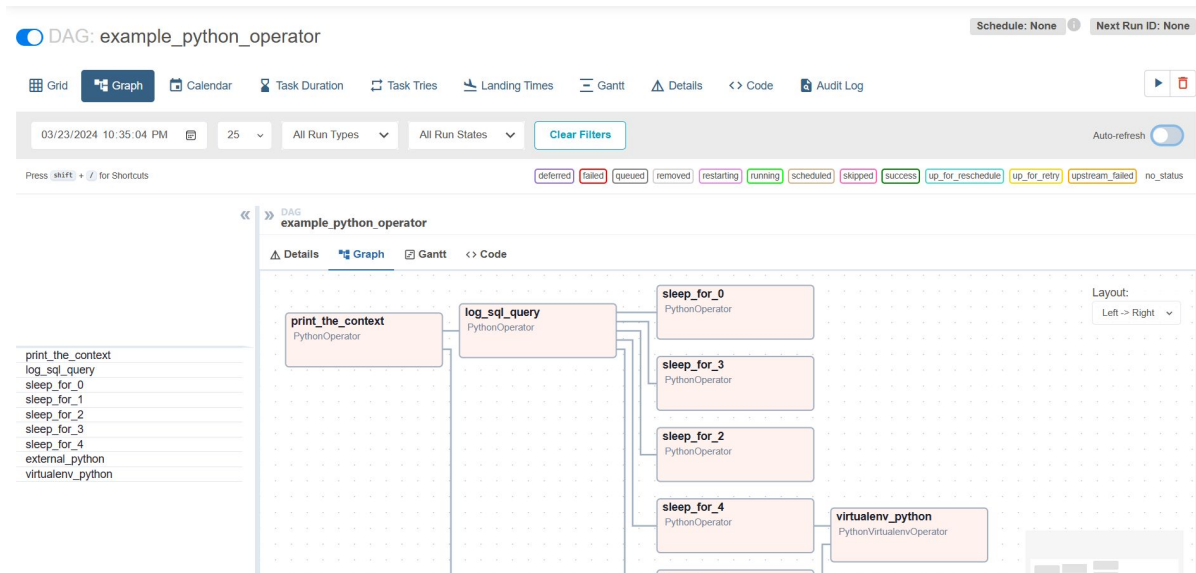 DAG: example_python_operator
Schedule: None
Next Run ID: None
Grid
Graph
Calendar
Task Duration
Task Tries
Landing Times
Gantt
Details
<> Code
Audit Log
03/23/2024 10:35:04 PM
25
All Run Types
All Run States
Clear Filters
Auto-refresh
Press shift + / for Shortcuts
deferred
failed
queued
removed
restarting
running
scheduled
skipped
success
up_for_reschedule
up_for_retry
upstream_failed
no_status
print_the_context
log_sql_query
sleep_for_0
sleep_for_1
sleep_for_2
sleep_for_3
sleep_for_4
external_python
virtualenv_python
DAG
example_python_operator
Details
Graph
Gantt
<> Code
Layout:
Left -> Right
print_the_context
PythonOperator
log_sql_query
PythonOperator
sleep_for_0
PythonOperator
sleep_for_3
PythonOperator
sleep_for_2
PythonOperator
sleep_for_4
PythonOperator
virtualenv_python
PythonVirtualenvOperator